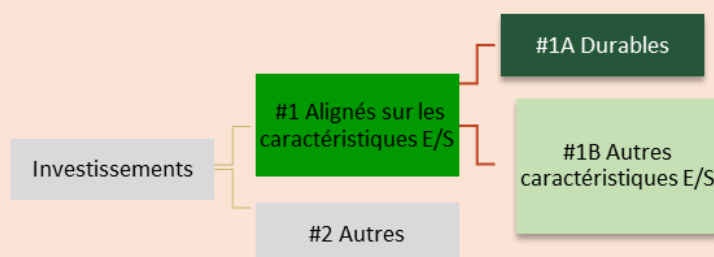 #1A Durables
#1 Alignés sur les
caractéristiques E/S
#1B Autres
caractéristiques E/S
Investissements
#2 Autres